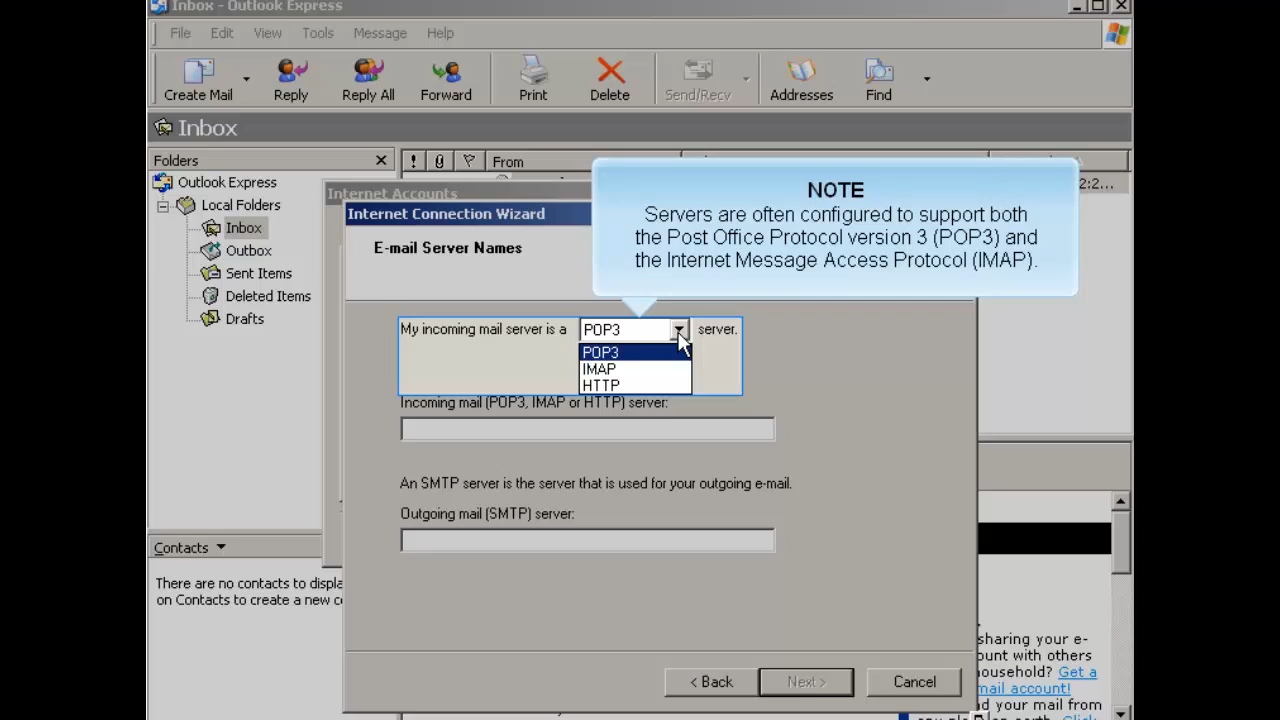 Inbox - Outlook Express
File Edit View Tools Message Help
Create Mail Reply Reply All Forward Print Delete Send/Recv Addresses Find
Inbox
Folders
! From
Outlook Express
Local Folders
Inbox
Outbox
Sent Items
Deleted Items
Drafts
:2...
Internet Accounts
Internet Connection Wizard
E-mail Server Names
NOTE
Servers are often configured to support both
the Post Office Protocol version 3 (POP3) and
the Internet Message Access Protocol (IMAP).
My incoming mail server is a POP3 server.
POP3
IMAP
HTTP
Incoming mail (POP3, IMAP or HTTP) server:
An SMTP server is the server that is used for your outgoing e-mail.
Outgoing mail (SMTP) server:
< Back Next > Cancel
Contacts
There are no contacts to displa
on Contacts to create a new co
sharing your e-
ount with others
household? Get a
mail account!
d your mail from